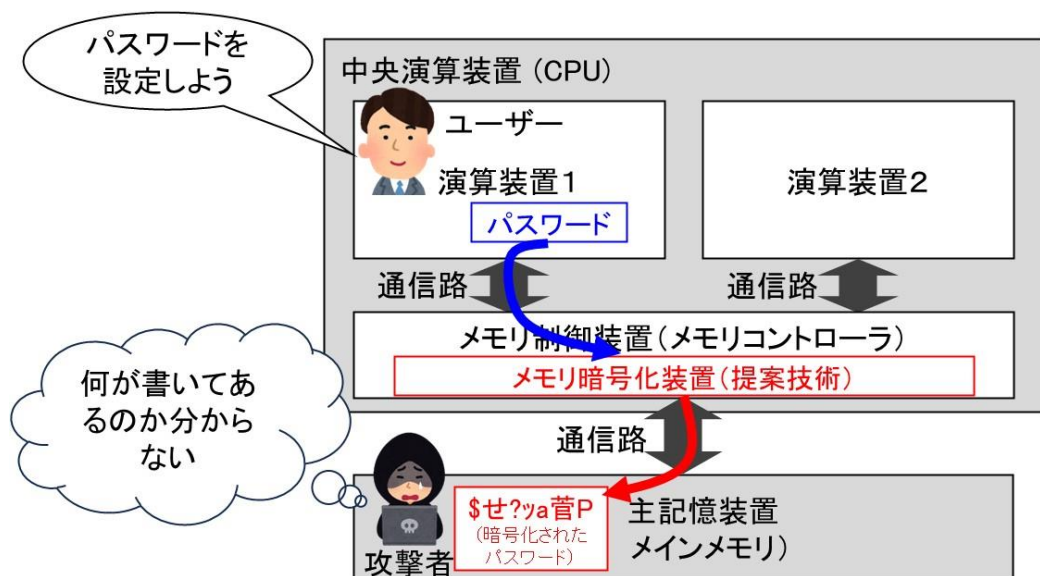 パスワードを
設定しよう
中央演算装置（CPU）
ユーザー
演算装置１
パスワード
演算装置２
通信路
通信路
メモリ制御装置（メモリコントローラ）
メモリ暗号化装置（提案技術）
何が書いてあ
るのか分から
ない
通信路
$せ?ッa菅P
（暗号化された
パスワード）
主記憶装置
メインメモリ）
攻撃者